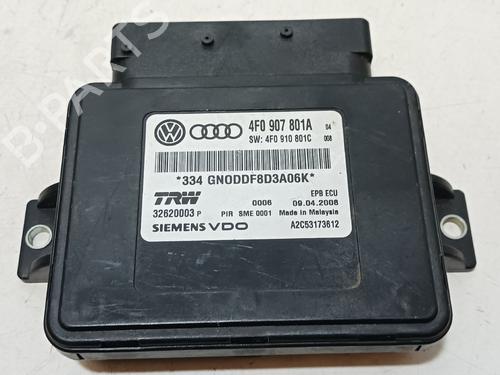 4F0 907 801A 04
SW: 4F0 910 801C 008
*334 GNODDF8D3A06K*
TRW
EPB ECU
32620003 P
0006 09.04.2008
PIR SME 0001 Made in Malaysia
SIEMENS VDO
A2C53173612
B-PARTS